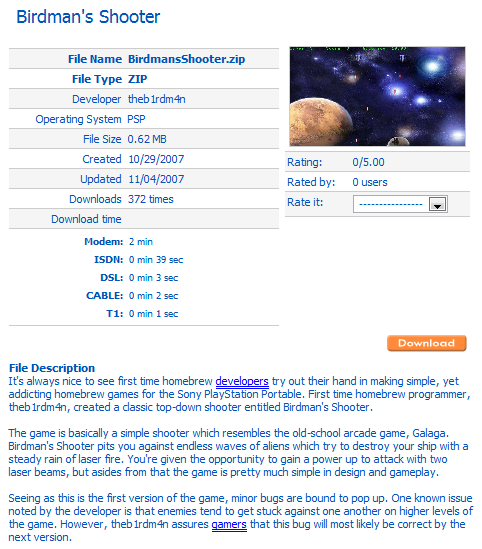 Birdman's Shooter
File Name BirdmansShooter.zip
File Type ZIP
Developer theb1rdm4n
Operating System PSP
File Size 0.62 MB
Created 10/29/2007
Updated 11/04/2007
Downloads 372 times
Download time
Modem: 2 min
ISDN: 0 min 39 sec
DSL: 0 min 3 sec
CABLE: 0 min 2 sec
T1: 0 min 1 sec
Rating: 0/5.00
Rated by: 0 users
Rate it: ----------------
Download
File Description
It's always nice to see first time homebrew developers try out their hand in making simple, yet
addicting homebrew games for the Sony PlayStation Portable. First time homebrew programmer,
theb1rdm4n, created a classic top-down shooter entitled Birdman's Shooter.
The game is basically a simple shooter which resembles the old-school arcade game, Galaga.
Birdman's Shooter pits you against endless waves of aliens which try to destroy your ship with a
steady rain of laser fire. You're given the opportunity to gain a power up to attack with two
laser beams, but asides from that the game is pretty much simple in design and gameplay.
Seeing as this is the first version of the game, minor bugs are bound to pop up. One known issue
noted by the developer is that enemies tend to get stuck against one another on higher levels of
the game. However, theb1rdm4n assures gamers that this bug will most likely be correct by the
next version.